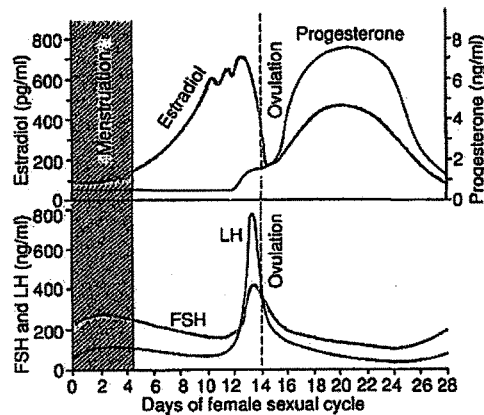 Estradiol (pg/ml)
800
600
400
200
0
Menstruation
Estradiol
Ovulation
Progesterone
8
6
4
2
0
Progesterone (ng/ml)
FSH and LH (ng/ml)
800
600
400
200
0
LH
FSH
Ovulation
0 2 4 6 8 10 12 14 16 18 20 22 24 26 28
Days of female sexual cycle